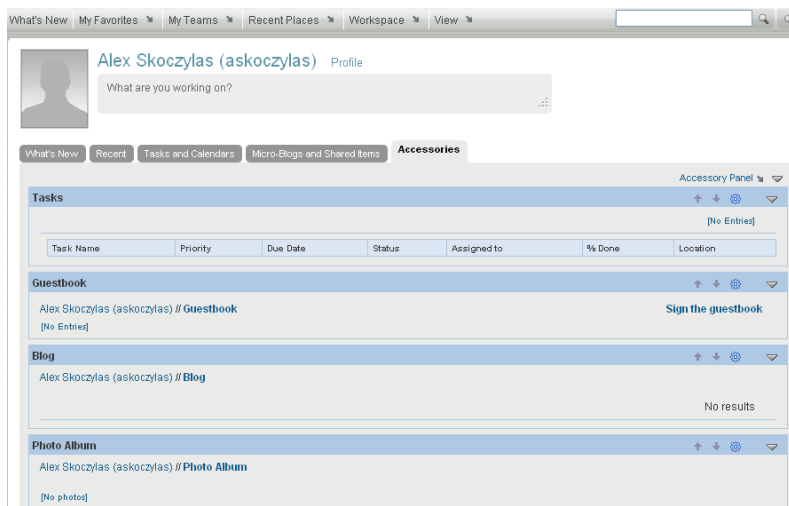 What's New My Favorites My Teams Recent Places Workspace View
Alex Skoczylas (askoczylas) Profile
What are you working on?
What's New Recent Tasks and Calendars Micro-Blogs and Shared Items Accessories
Accessory Panel
Tasks
[No Entries]
Task Name Priority Due Date Status Assigned to % Done Location
Guestbook
Alex Skoczylas (askoczylas) // Guestbook Sign the guestbook
[No Entries]
Blog
Alex Skoczylas (askoczylas) // Blog
No results
Photo Album
Alex Skoczylas (askoczylas) // Photo Album
[No photos]